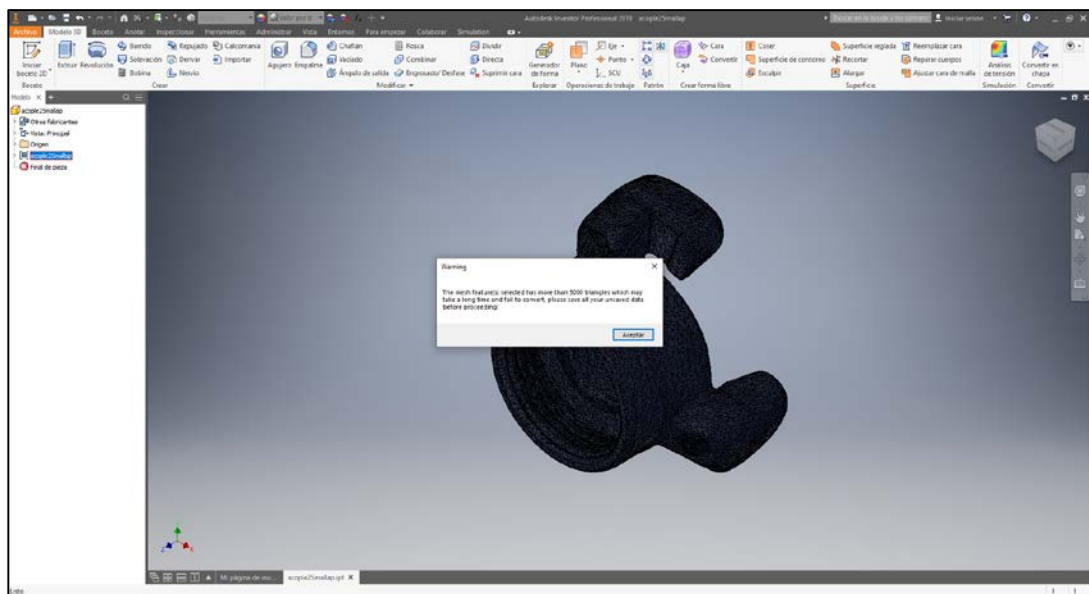 Autodesk Inventor Professional 2018 acople25mallap
Iniciar sesión
Archivo Modelo 3D Boceto Anotar Inspeccionar Herramientas Administrar Vista Entornos Para empezar Colaborar Simulation
Iniciar boceto 2D
Extruir Revolución
Barrido Repujado Calcomanía
Solevación Derivar Importar
Bobina Nervio
Agujero Empalme
Chaflán Rosca Dividir
Vaciado Combinar Directa
Ángulo de salida Engrosado/ Desfase Suprimir cara
Generador de forma
Plano
Eje
Punto
SCU
Caja
Cara
Convertir
Coser Superficie reglada Reemplazar cara
Superficie de contorno Recortar Reparar cuerpos
Esculpir Alargar Ajustar cara de malla
Análisis de tensión
Convertir en chapa
Boceto Crear Modificar Explorar Operaciones de trabajo Patrón Crear forma libre Superficie Simulación Convertir
Modelo
acople25mallap
Otros fabricantes
Vista: Principal
Origen
acople25mallap
Final de pieza
Warning
The mesh feature(s) selected has more than 5000 triangles which may
take a long time and fail to convert, please save all your unsaved data
before proceeding!
Aceptar
Mi página de ini... acople25mallap.ipt
Listo 1 1